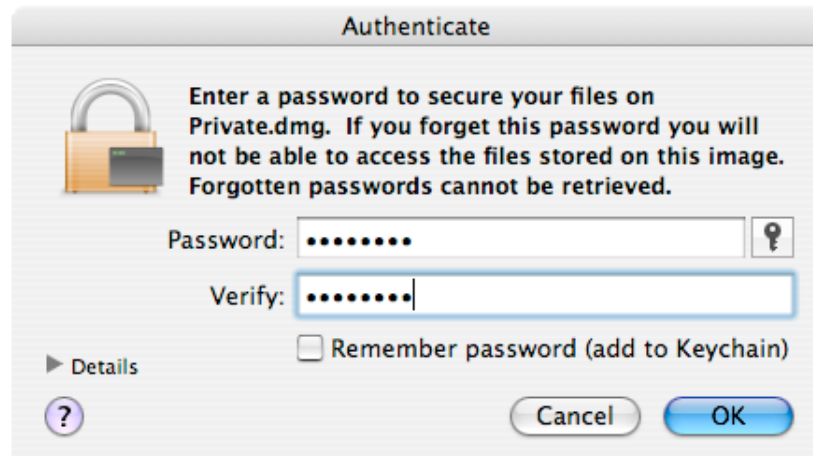 Authenticate
Enter a password to secure your files on
Private.dmg. If you forget this password you will
not be able to access the files stored on this image.
Forgotten passwords cannot be retrieved.
Password: ••••••••
Verify: ••••••••
Remember password (add to Keychain)
Details
? Cancel OK